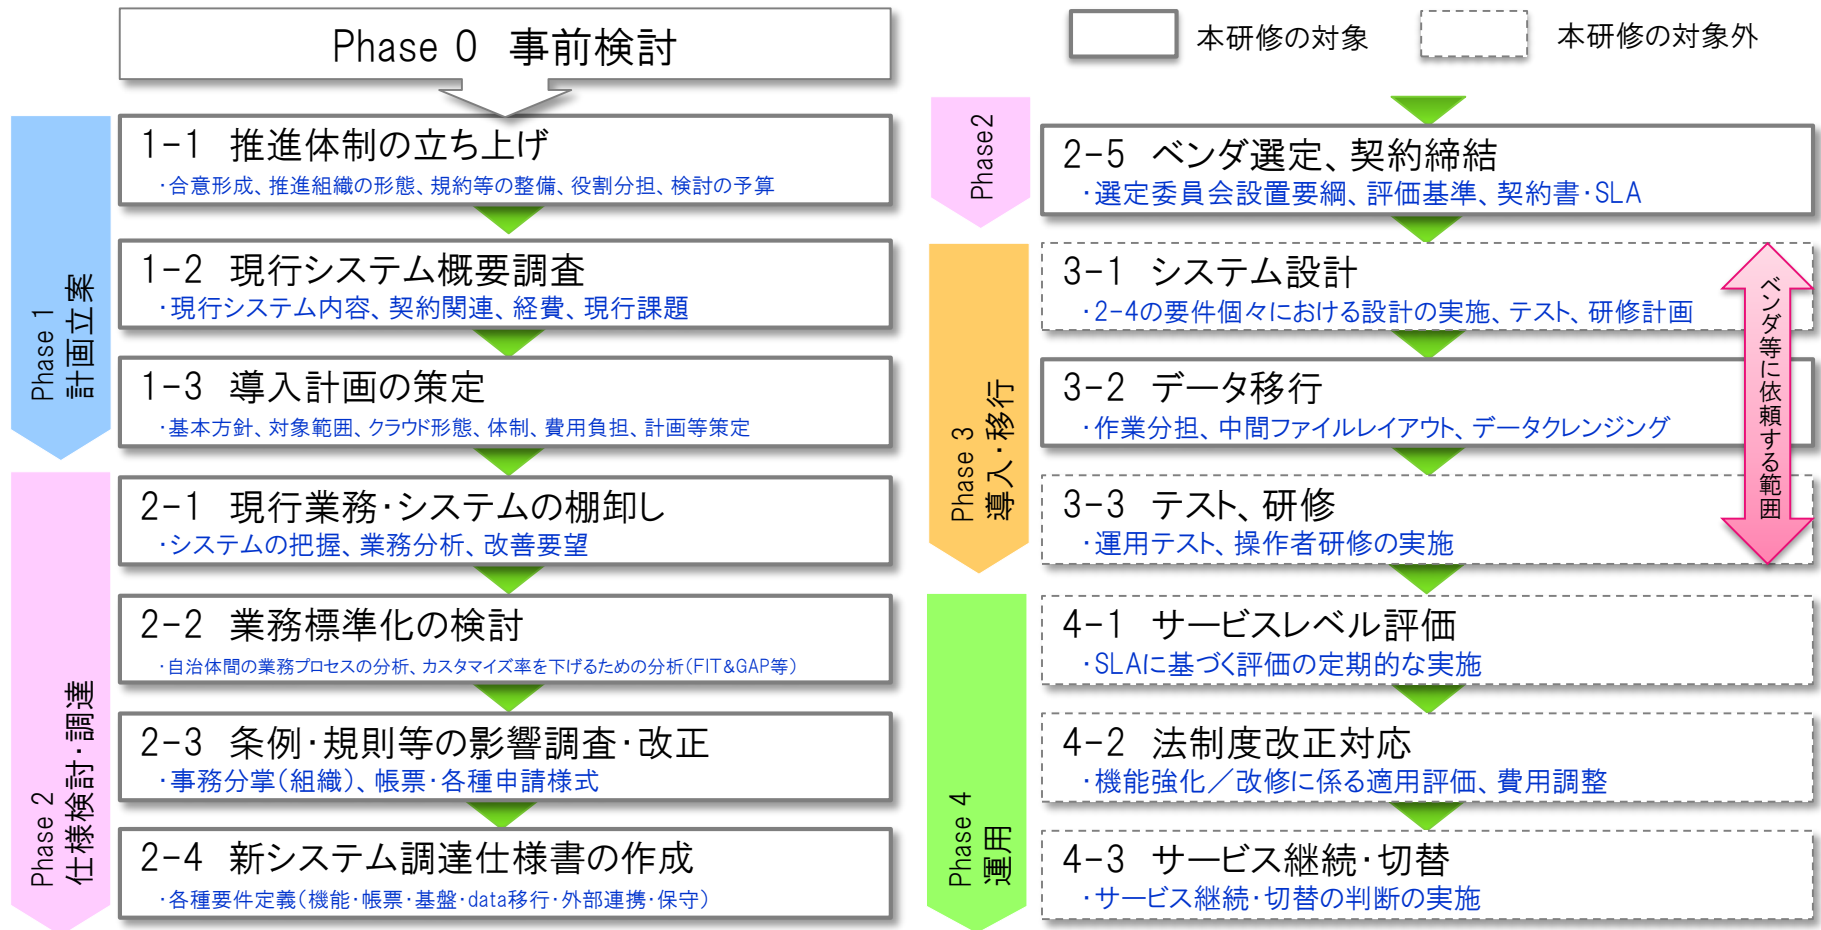 Phase 0 事前検討
本研修の対象
本研修の対象外
Phase 1
計画立案
1-1 推進体制の立ち上げ
・合意形成、推進組織の形態、規約等の整備、役割分担、検討の予算
1-2 現行システム概要調査
・現行システム内容、契約関連、経費、現行課題
1-3 導入計画の策定
・基本方針、対象範囲、クラウド形態、体制、費用負担、計画等策定
Phase 2
仕様検討・調達
2-1 現行業務・システムの棚卸し
・システムの把握、業務分析、改善要望
2-2 業務標準化の検討
・自治体間の業務プロセスの分析、カスタマイズ率を下げるための分析(FIT&GAP等)
2-3 条例・規則等の影響調査・改正
・事務分掌(組織)、帳票・各種申請様式
2-4 新システム調達仕様書の作成
・各種要件定義(機能・帳票・基盤・data移行・外部連携・保守)
Phase2
2-5 ベンダ選定、契約締結
・選定委員会設置要綱、評価基準、契約書・SLA
Phase 3
導入・移行
3-1 システム設計
・2-4の要件個々における設計の実施、テスト、研修計画
3-2 データ移行
・作業分担、中間ファイルレイアウト、データクレンジング
3-3 テスト、研修
・運用テスト、操作者研修の実施
ベンダ等に依頼する範囲
Phase 4
運用
4-1 サービスレベル評価
・SLAに基づく評価の定期的な実施
4-2 法制度改正対応
・機能強化／改修に係る適用評価、費用調整
4-3 サービス継続・切替
・サービス継続・切替の判断の実施